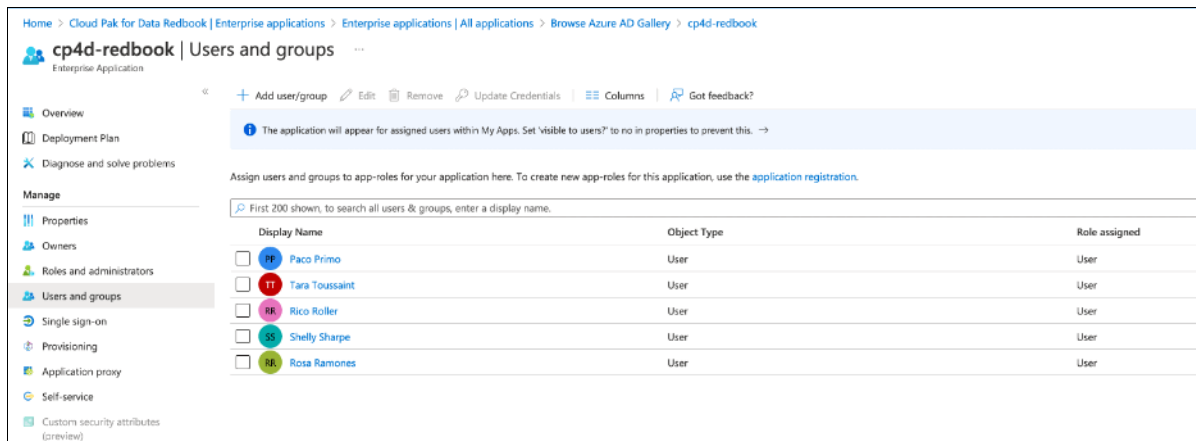 Home > Cloud Pak for Data Redbook | Enterprise applications > Enterprise applications | All applications > Browse Azure AD Gallery > cp4d-redbook
cp4d-redbook | Users and groups ...
Enterprise Application
«
Add user/group Edit Remove Update Credentials Columns Got feedback?
Overview
Deployment Plan
Diagnose and solve problems
Manage
Properties
Owners
Roles and administrators
Users and groups
Single sign-on
Provisioning
Application proxy
Self-service
Custom security attributes
(preview)
The application will appear for assigned users within My Apps. Set 'visible to users?' to no in properties to prevent this. →
Assign users and groups to app-roles for your application here. To create new app-roles for this application, use the application registration.
First 200 shown, to search all users & groups, enter a display name.
Display Name Object Type Role assigned
PP Paco Primo User User
TT Tara Toussaint User User
RR Rico Roller User User
SS Shelly Sharpe User User
RR Rosa Ramones User User